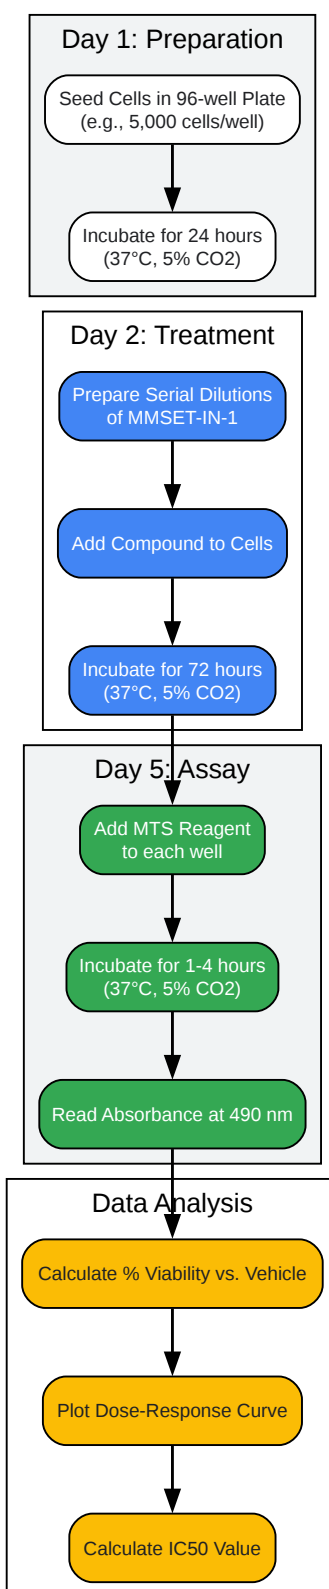 Day 1: Preparation
Seed Cells in 96-well Plate
(e.g., 5,000 cells/well)
Incubate for 24 hours
(37°C, 5% CO2)
Day 2: Treatment
Prepare Serial Dilutions
of MMSET-IN-1
Add Compound to Cells
Incubate for 72 hours
(37°C, 5% CO2)
Day 5: Assay
Add MTS Reagent
to each well
Incubate for 1-4 hours
(37°C, 5% CO2)
Read Absorbance at 490 nm
Data Analysis
Calculate % Viability vs. Vehicle
Plot Dose-Response Curve
Calculate IC50 Value